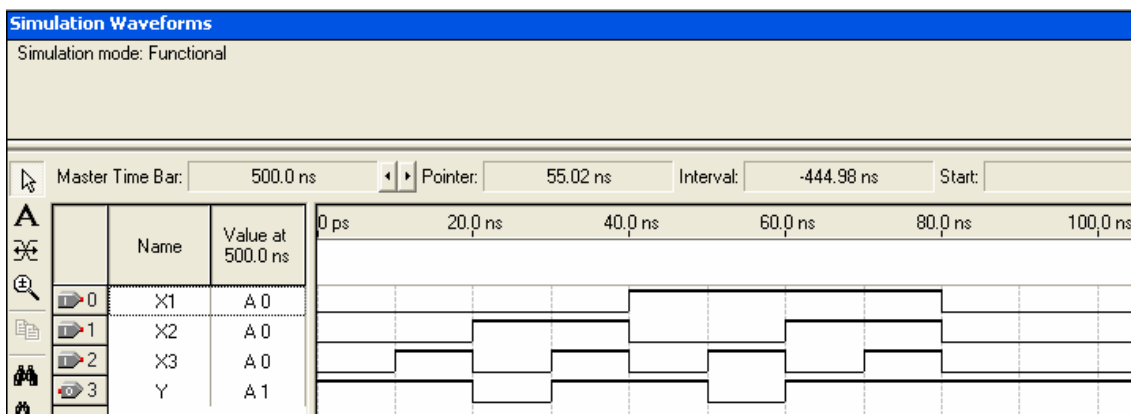 Simulation Waveforms
Simulation mode: Functional
Master Time Bar: 500.0 ns Pointer: 55.02 ns Interval: -444.98 ns Start:
A
Name Value at 500.0 ns 0 ps 20.0 ns 40.0 ns 60.0 ns 80.0 ns 100.0 ns
0 X1 A 0
1 X2 A 0
2 X3 A 0
3 Y A 1